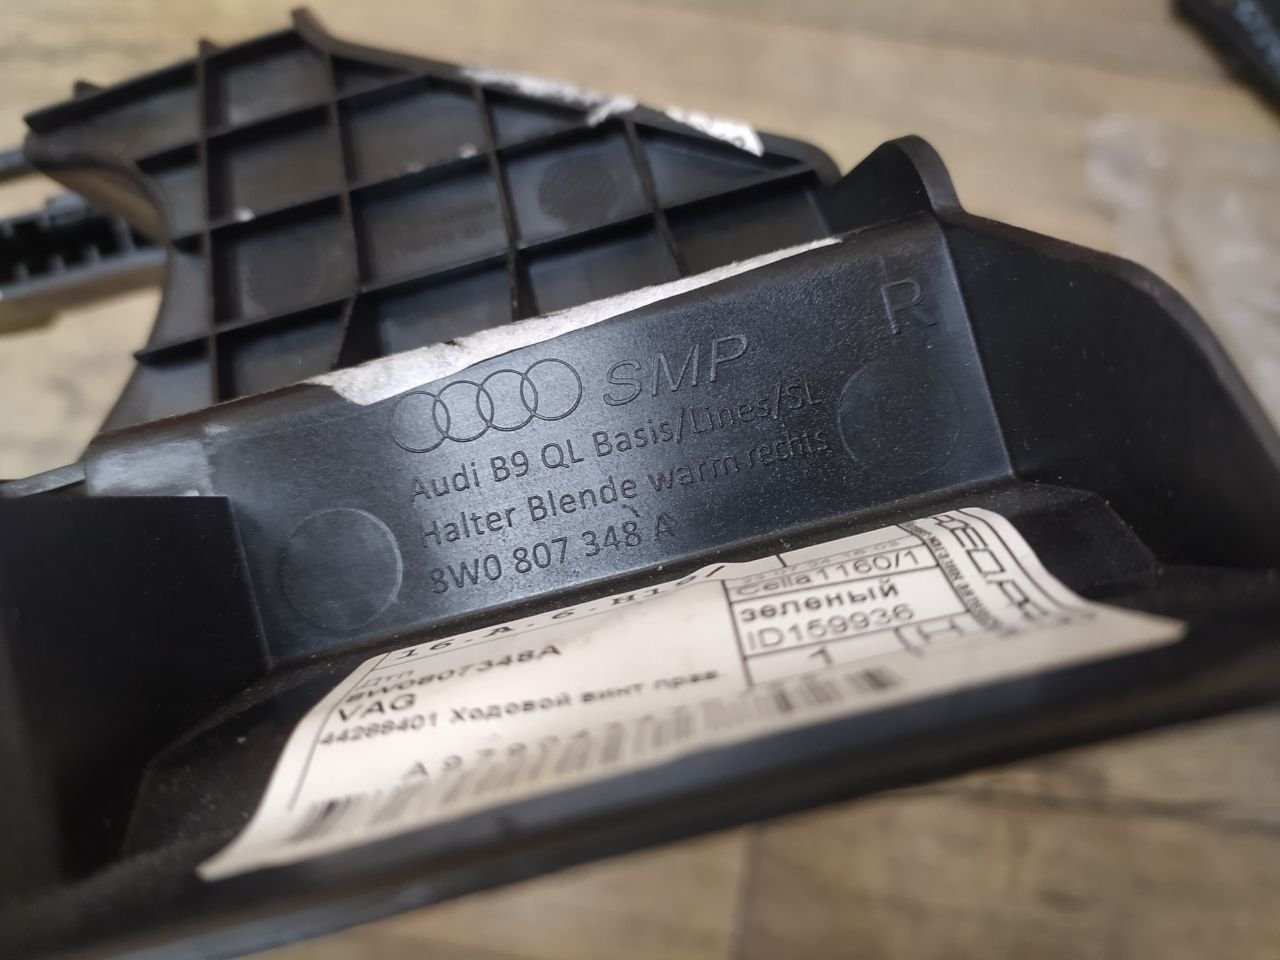 SMP
R
Audi B9 QL Basis/Lines/SL
Halter Blende warm rechts
8W0 807 348 A
Cella1160/1
зеленый
ID159936
1
Дтп
8W0807348A
VAG
44288401 Ходовой винт прав